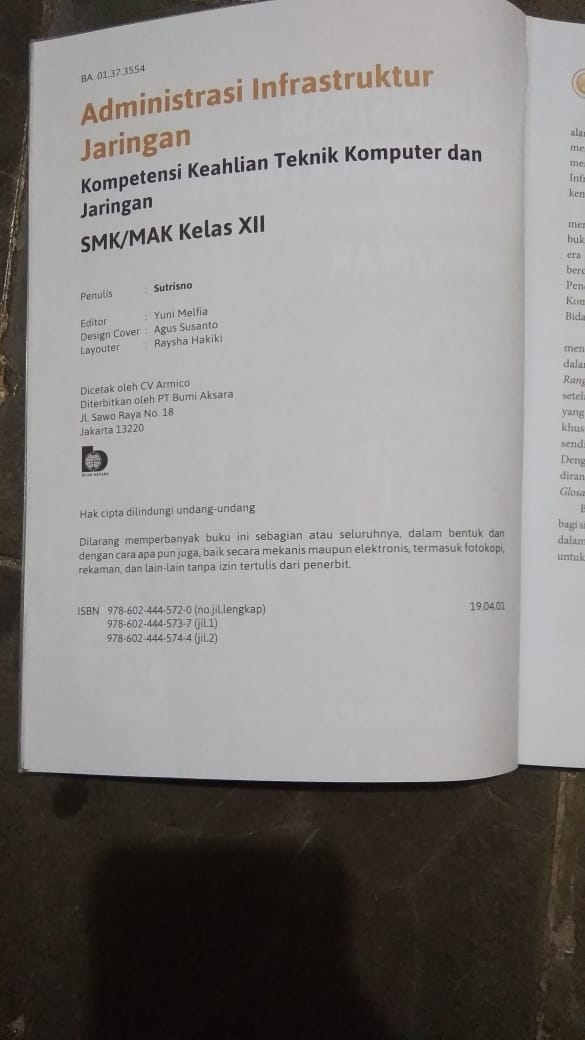 BA. 01.37.3554
Administrasi Infrastruktur
Jaringan
Kompetensi Keahlian Teknik Komputer dan
Jaringan
SMK/MAK Kelas XII
Penulis : Sutrisno
Editor : Yuni Melfia
Design Cover : Agus Susanto
Layouter : Raysha Hakiki
Dicetak oleh CV Armico
Diterbitkan oleh PT Bumi Aksara
Jl. Sawo Raya No. 18
Jakarta 13220
Hak cipta dilindungi undang-undang
Dilarang memperbanyak buku ini sebagian atau seluruhnya, dalam bentuk dan
dengan cara apa pun juga, baik secara mekanis maupun elektronis, termasuk fotokopi,
rekaman, dan lain-lain tanpa izin tertulis dari penerbit.
ISBN 978-602-444-572-0 (no.jil.lengkap) 19.04.01
978-602-444-573-7 (jil.1)
978-602-444-574-4 (jil.2)